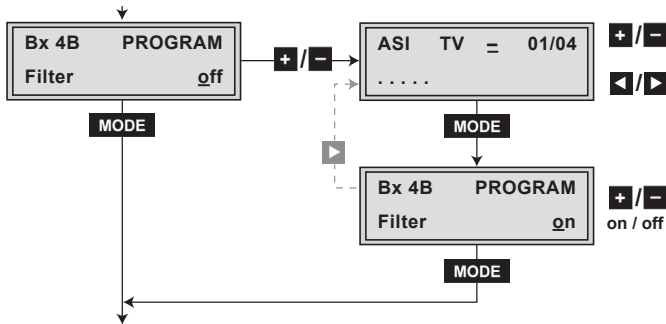 Bx 4B PROGRAM
Filter off
+ / −
ASI TV = 01/04
. . . . .
+ / −
◄ / ►
MODE
MODE
►
Bx 4B PROGRAM
Filter on
+ / −
on / off
MODE